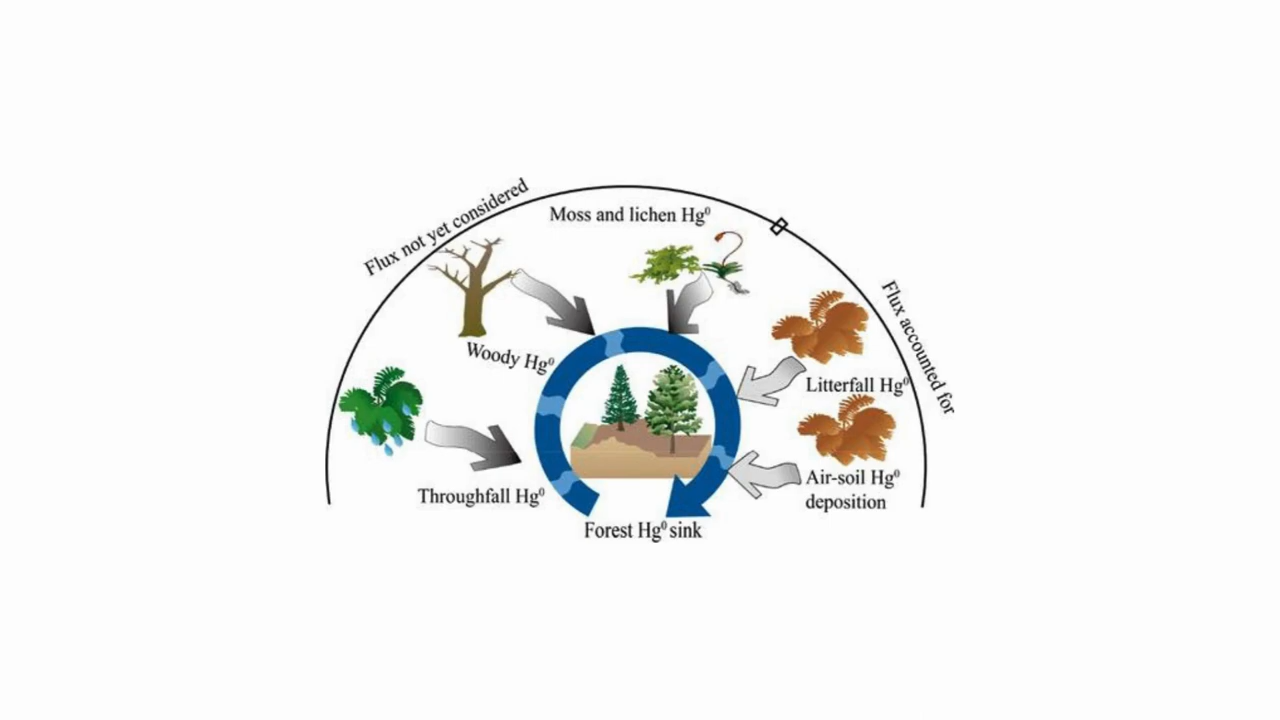 Flux not yet considered
Moss and lichen Hg⁰
Flux accounted for
Woody Hg⁰
Litterfall Hg⁰
Throughfall Hg⁰
Air-soil Hg⁰
deposition
Forest Hg⁰ sink